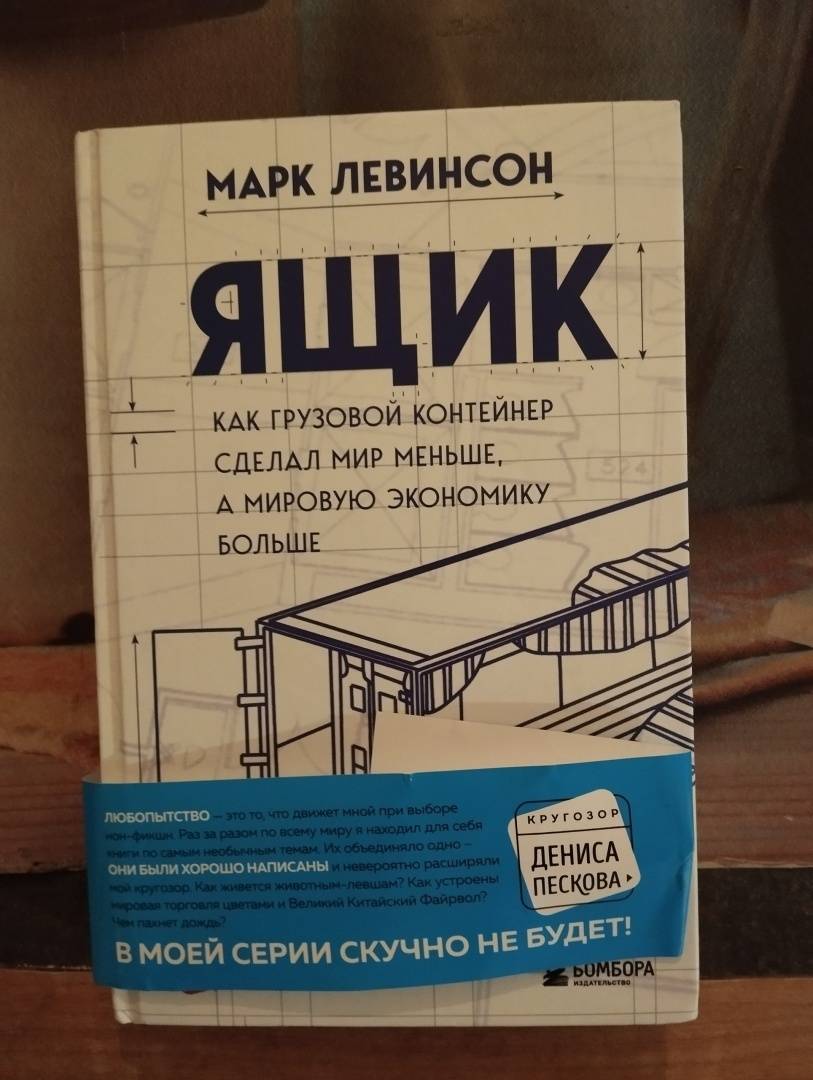 МАРК ЛЕВИНСОН
ЯЩИК
КАК ГРУЗОВОЙ КОНТЕЙНЕР
СДЕЛАЛ МИР МЕНЬШЕ,
А МИРОВУЮ ЭКОНОМИКУ
БОЛЬШЕ
524
ЛЮБОПЫТСТВО – это то, что движет мной при выборе
нон-фикшн. Раз за разом по всему миру я находил для себя
книги по самым необычным темам. Их объединяло одно –
ОНИ БЫЛИ ХОРОШО НАПИСАНЫ и невероятно расширяли
мой кругозор. Как живется животным-левшам? Как устроены
мировая торговля цветами и Великий Китайский Файрвол?
Чем пахнет дождь?
В МОЕЙ СЕРИИ СКУЧНО НЕ БУДЕТ!
КРУГОЗОР
ДЕНИСА
ПЕСКОВА
БОМБОРА
ИЗДАТЕЛЬСТВО